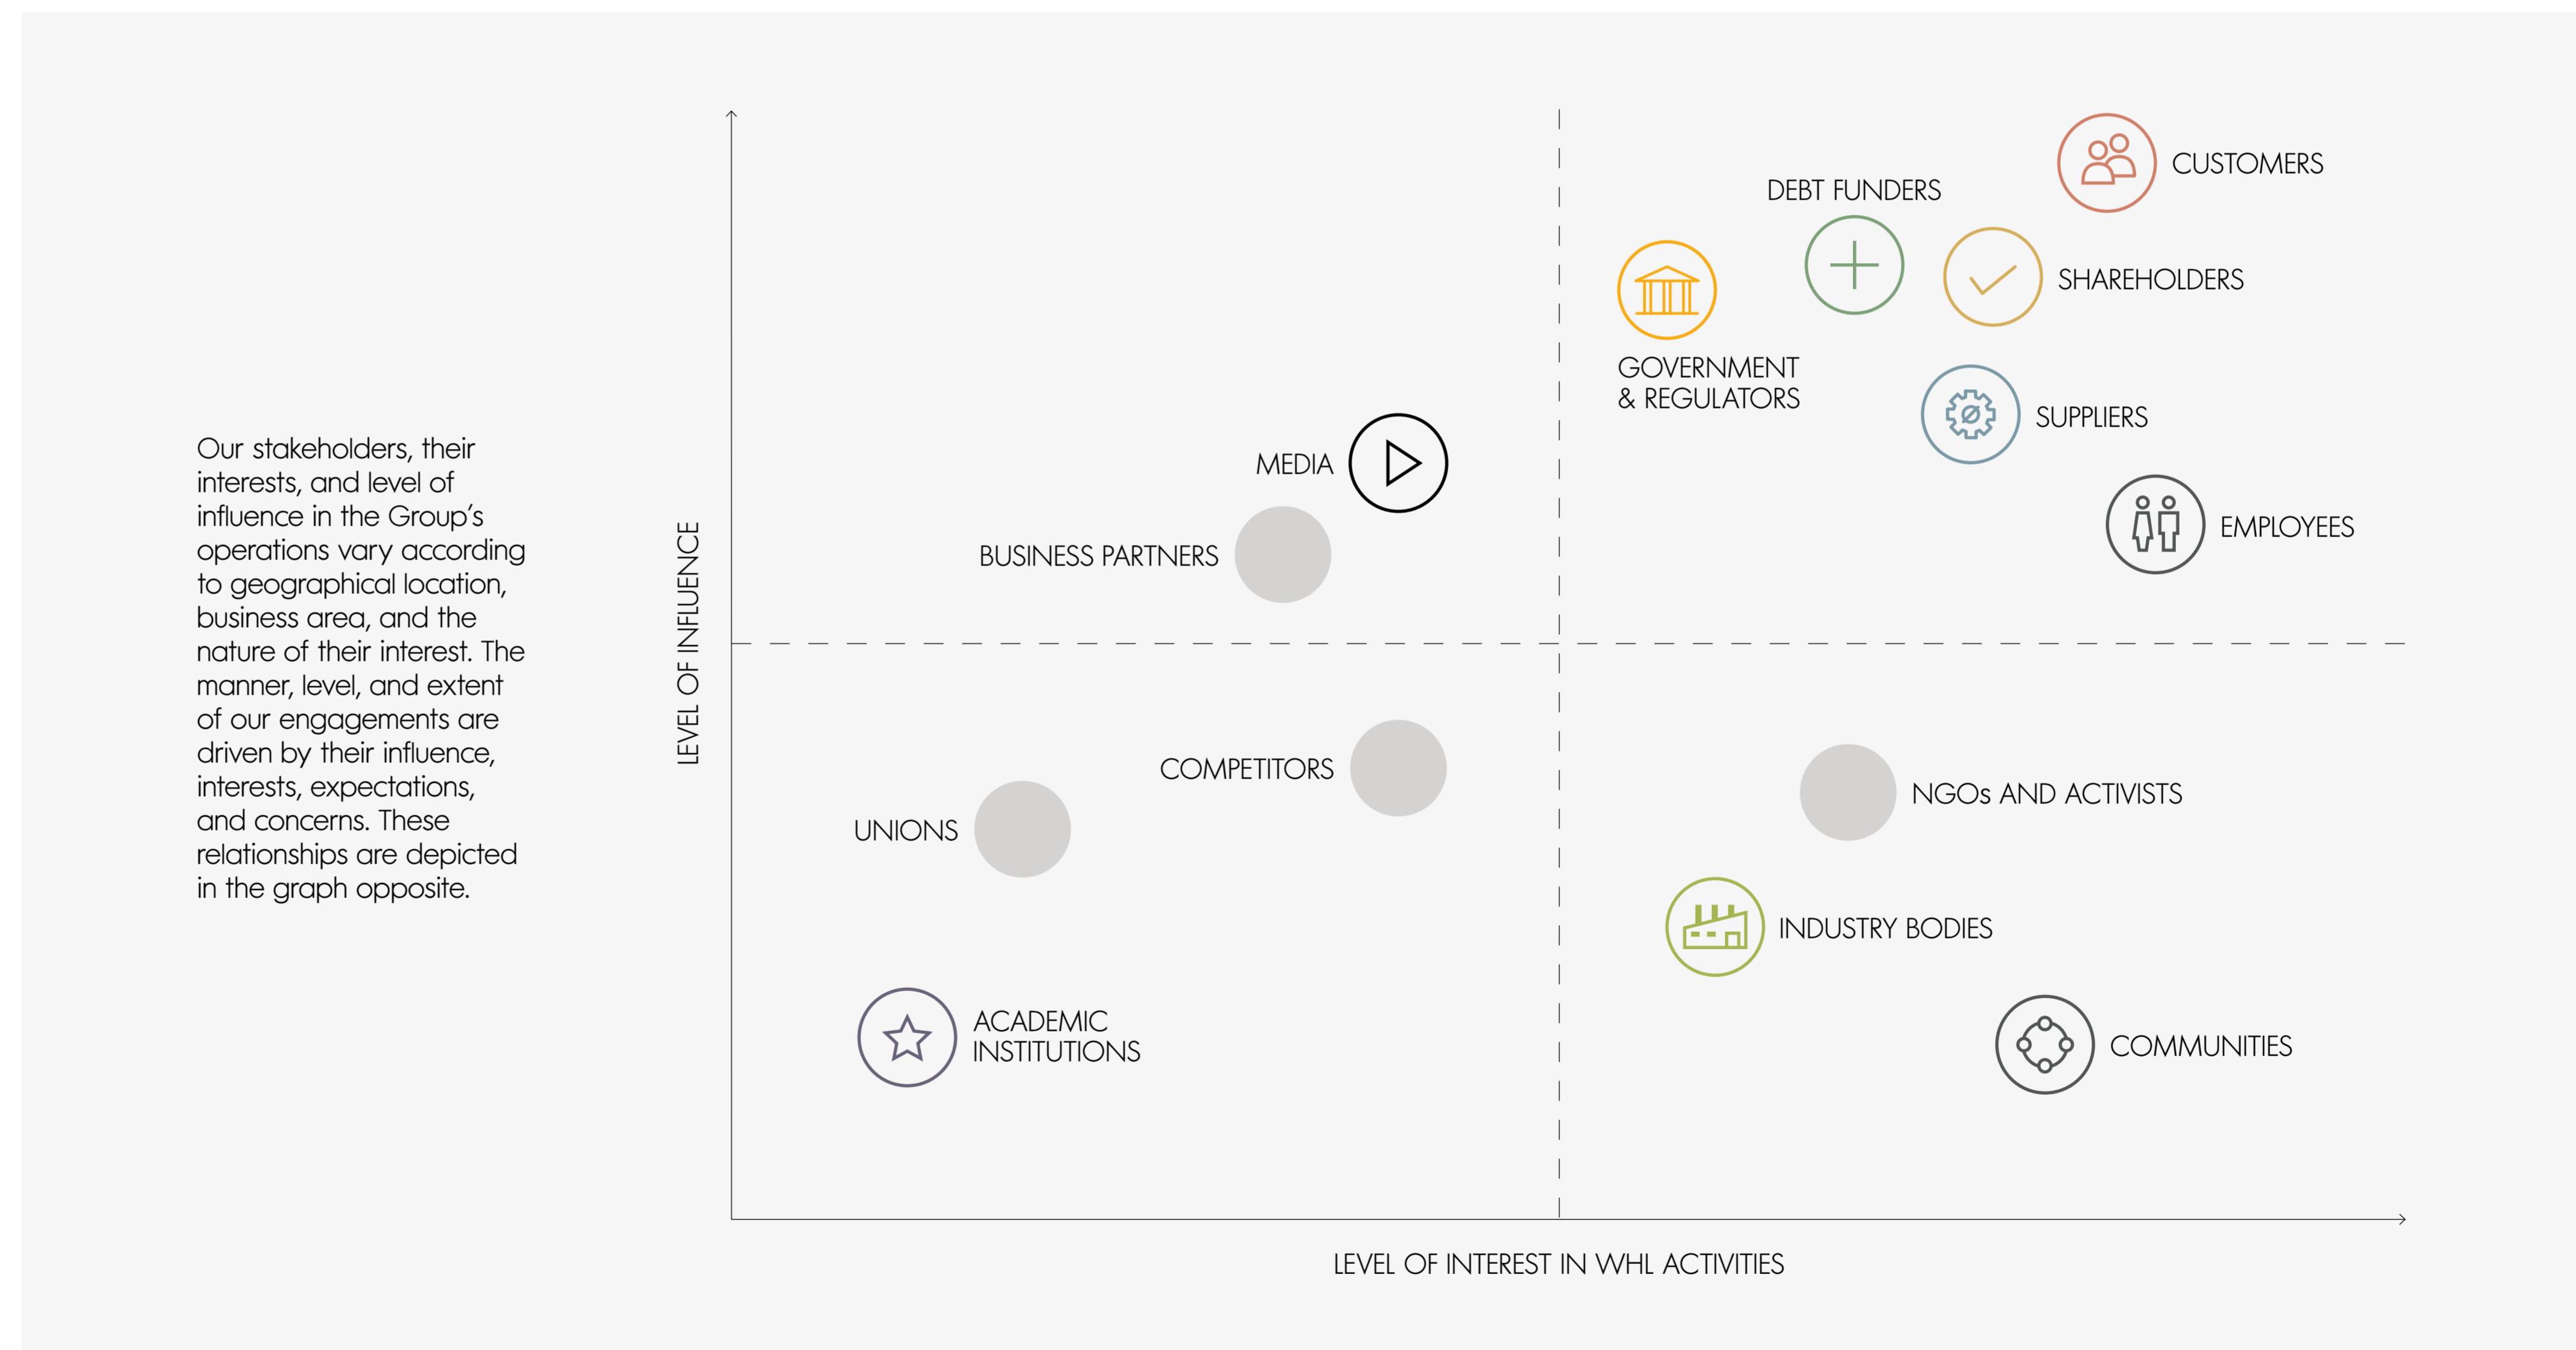 Our stakeholders, their
interests, and level of
influence in the Group's
operations vary according
to geographical location,
business area, and the
nature of their interest. The
manner, level, and extent
of our engagements are
driven by their influence,
interests, expectations,
and concerns. These
relationships are depicted
in the graph opposite.
LEVEL OF INFLUENCE
CUSTOMERS
DEBT FUNDERS
SHAREHOLDERS
GOVERNMENT
& REGULATORS
SUPPLIERS
MEDIA
EMPLOYEES
BUSINESS PARTNERS
COMPETITORS
NGOs AND ACTIVISTS
UNIONS
INDUSTRY BODIES
ACADEMIC
INSTITUTIONS
COMMUNITIES
LEVEL OF INTEREST IN WHL ACTIVITIES